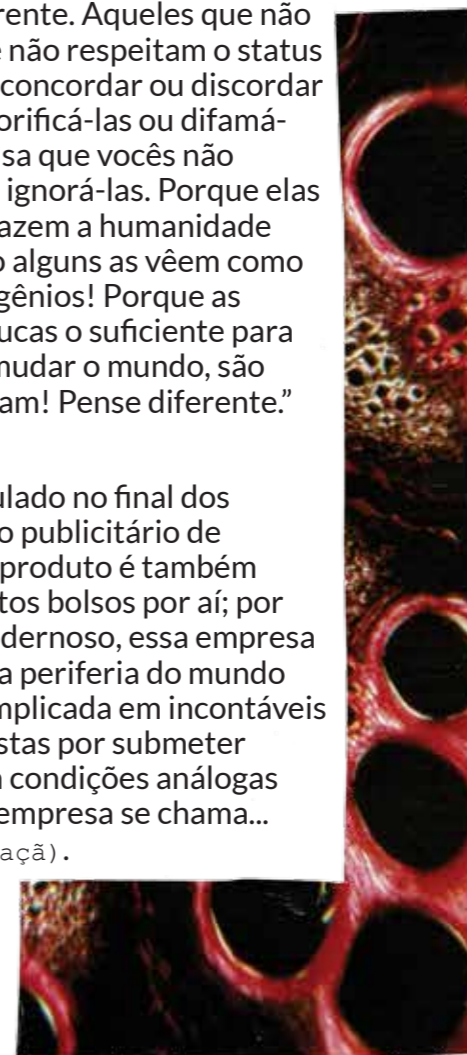 rente. Aqueles que não
e não respeitam o status
concordar ou discordar
orificá-las ou difamá-
sa que vocês não
ignorá-las. Porque elas
azem a humanidade
o alguns as vêem como
gênios! Porque as
ucas o suficiente para
mudar o mundo, são
am! Pense diferente.”
ulado no final dos
o publicitário de
produto é também
tos bolsos por aí; por
dernoso, essa empresa
a periferia do mundo
mplicada em incontáveis
stas por submeter
condições análogas
empresa se chama...
açã).